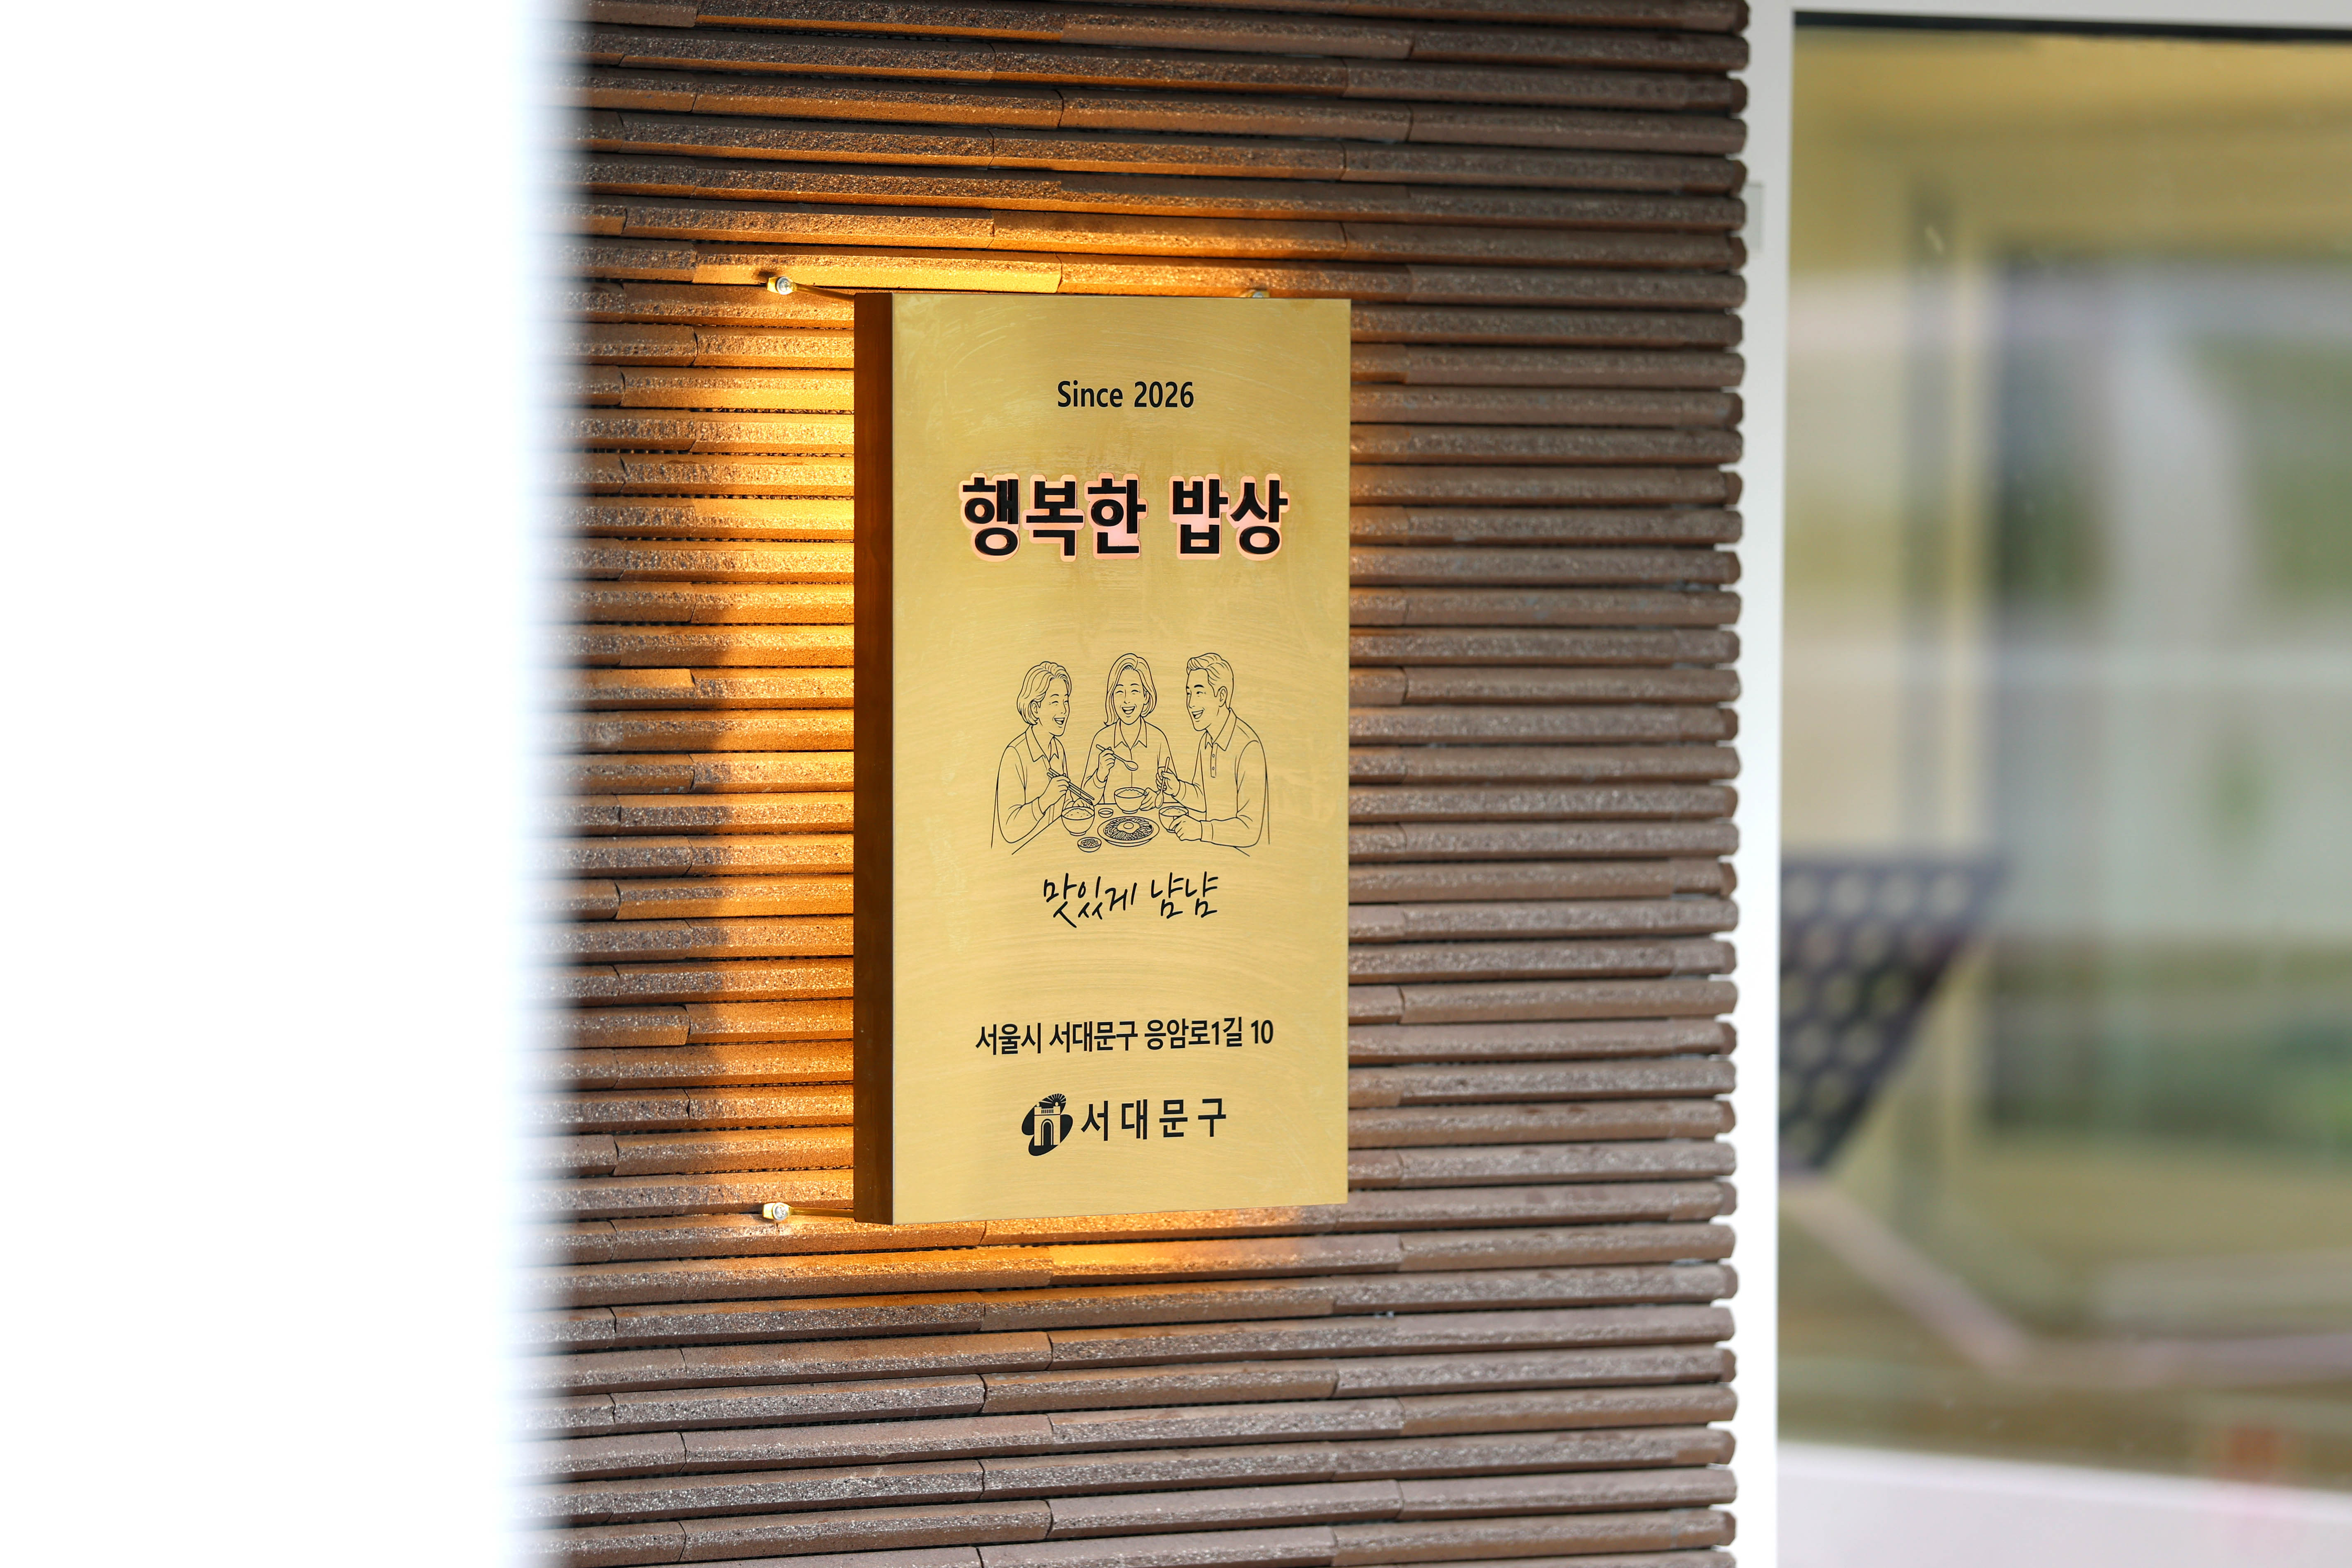 Since 2026
행복한 밥상
맛있게 냠냠
서울시 서대문구 응암로1길 10
서대문구